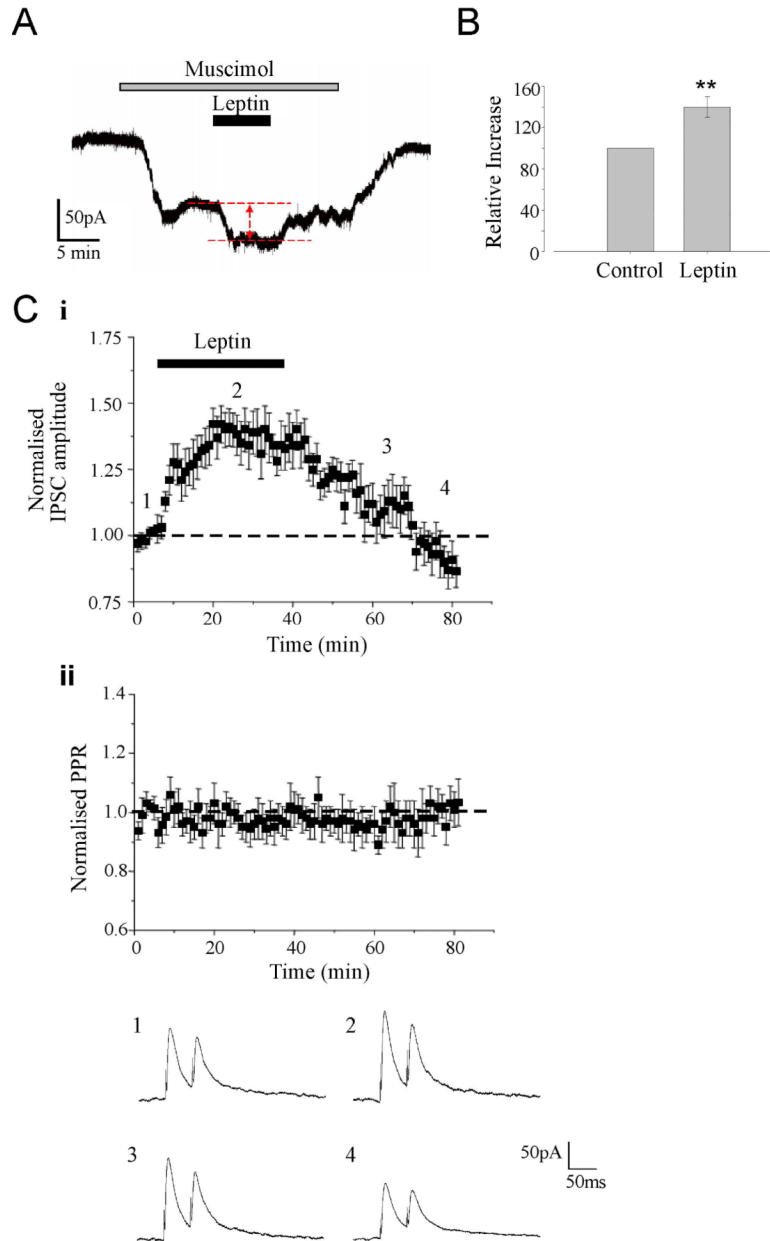 A
Muscimol
Leptin
50pA
5 min
B
**
Relative Increase
160
120
80
40
0
Control Leptin
C i
Leptin
Normalised
IPSC amplitude
1.75
1.50
1.25
1.00
0.75
1
2
3
4
0 20 40 60 80
Time (min)
ii
Normalised PPR
1.4
1.2
1.0
0.8
0.6
0 20 40 60 80
Time (min)
1
2
3
4
50pA
50ms